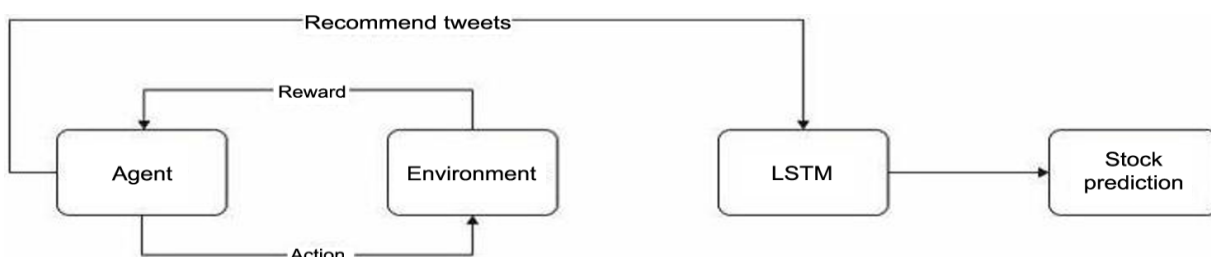 Recommend tweets
Reward
Agent
Environment
LSTM
Stock
prediction
Action